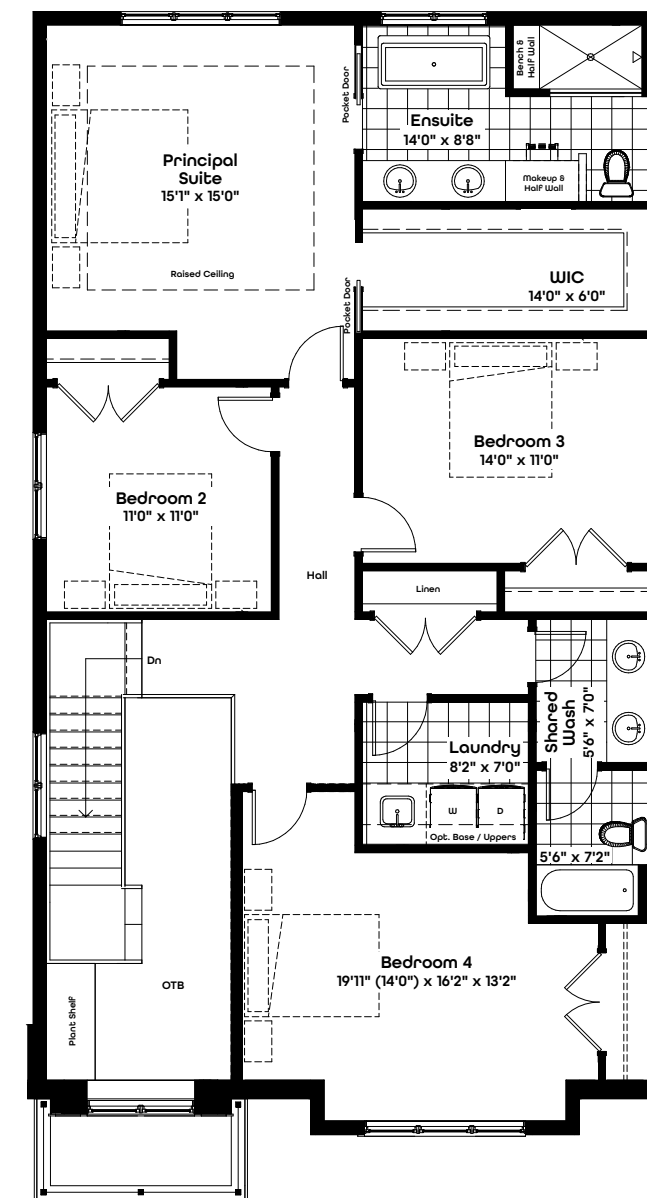 Pocket Door
Bench &
Half Wall
Ensuite
14'0" x 8'8"
Principal
Suite
15'1" x 15'0"
Makeup &
Half Wall
Raised Ceiling
Pocket Door
WIC
14'0" x 6'0"
Bedroom 3
14'0" x 11'0"
Bedroom 2
11'0" x 11'0"
Hall
Linen
Dn
Shared
Wash
5'6" x 7'0"
Laundry
8'2" x 7'0"
W
D
Opt. Base / Uppers
5'6" x 7'2"
Bedroom 4
19'11" (14'0") x 16'2" x 13'2"
OTB
Plant Shelf